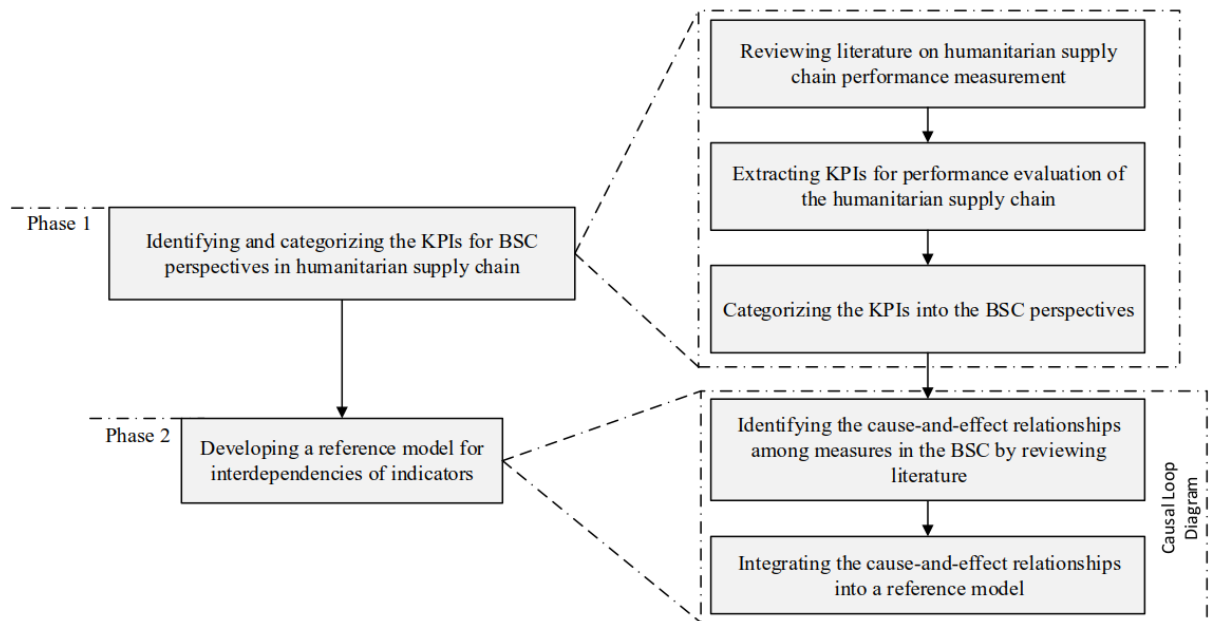 Phase 1
Identifying and categorizing the KPIs for BSC
perspectives in humanitarian supply chain
Reviewing literature on humanitarian supply
chain performance measurement
Extracting KPIs for performance evaluation of
the humanitarian supply chain
Categorizing the KPIs into the BSC perspectives
Phase 2
Developing a reference model for
interdependencies of indicators
Identifying the cause-and-effect relationships
among measures in the BSC by reviewing
literature
Integrating the cause-and-effect relationships
into a reference model
Causal Loop
Diagram